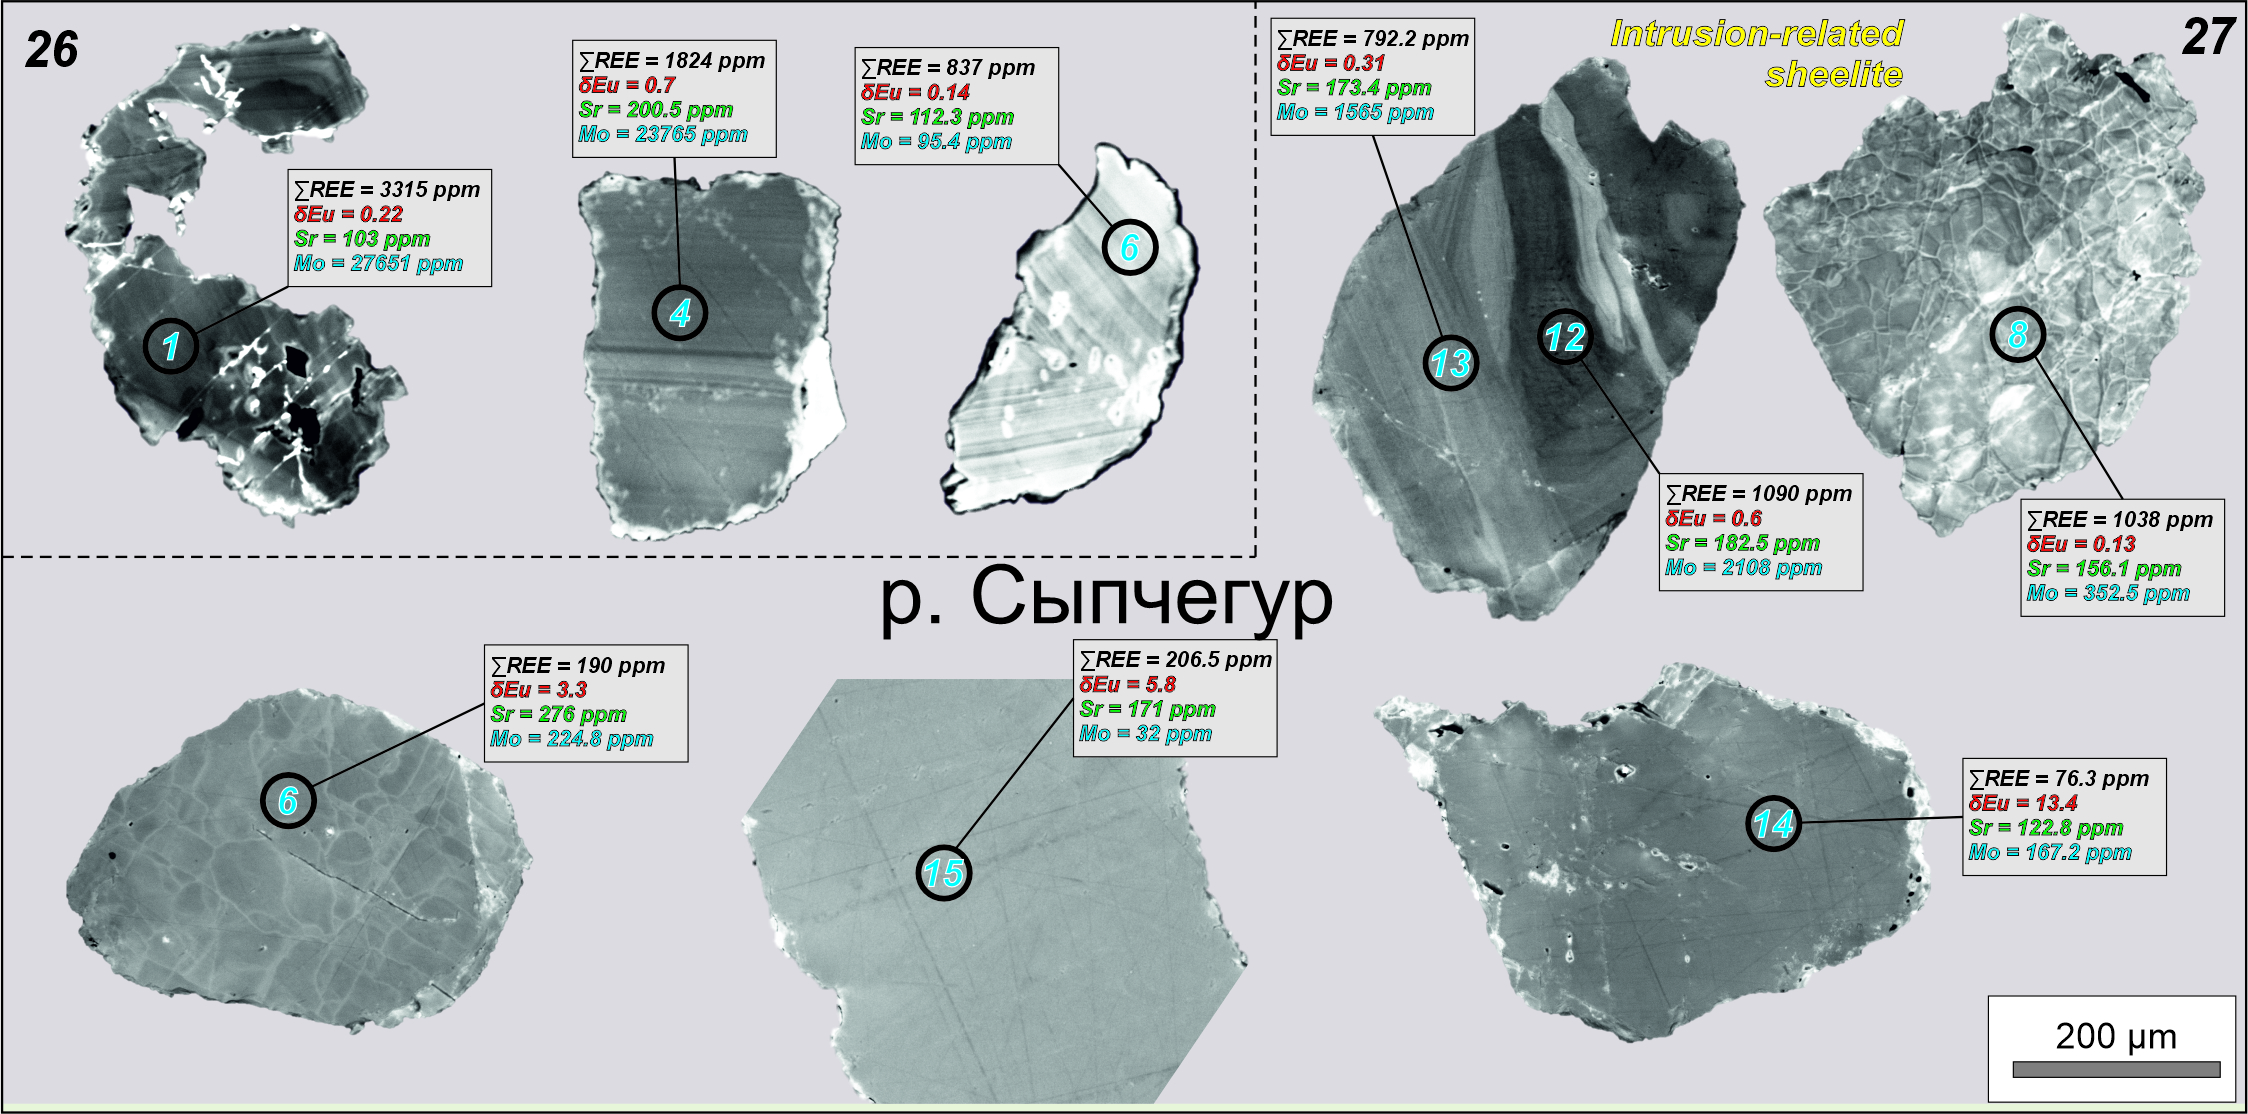 26
∑REE = 3315 ppm
δEu = 0.22
Sr = 103 ppm
Mo = 27651 ppm
1
∑REE = 1824 ppm
δEu = 0.7
Sr = 200.5 ppm
Mo = 23765 ppm
4
∑REE = 837 ppm
δEu = 0.14
Sr = 112.3 ppm
Mo = 95.4 ppm
6
Intrusion-related
sheelite
27
∑REE = 792.2 ppm
δEu = 0.31
Sr = 173.4 ppm
Mo = 1565 ppm
13
12
∑REE = 1090 ppm
δEu = 0.6
Sr = 182.5 ppm
Mo = 2108 ppm
8
∑REE = 1038 ppm
δEu = 0.13
Sr = 156.1 ppm
Mo = 352.5 ppm
р. Сыпчегур
∑REE = 190 ppm
δEu = 3.3
Sr = 276 ppm
Mo = 224.8 ppm
6
∑REE = 206.5 ppm
δEu = 5.8
Sr = 171 ppm
Mo = 32 ppm
15
∑REE = 76.3 ppm
δEu = 13.4
Sr = 122.8 ppm
Mo = 167.2 ppm
14
200 µm